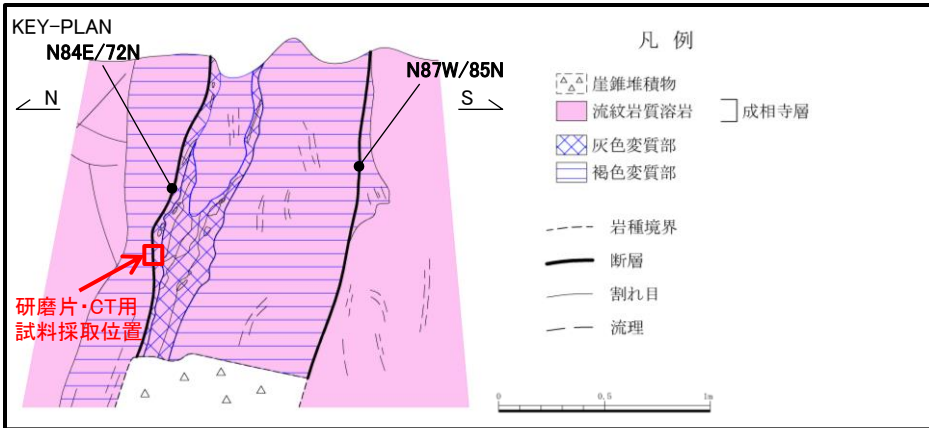 KEY-PLAN
N84E/72N
N87W/85N
N
S
研磨片・CT用
試料採取位置
凡 例
崖錐堆積物
流紋岩質溶岩
成相寺層
灰色変質部
褐色変質部
岩種境界
断層
割れ目
流理
0 0.5 1m